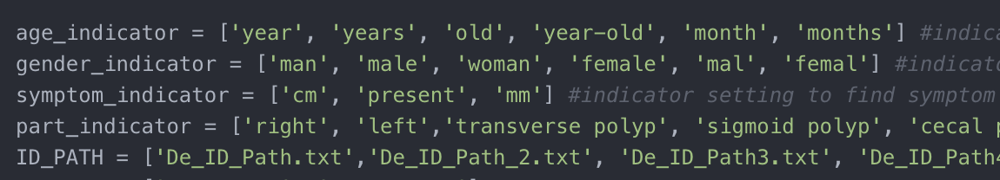 age_indicator = ['year', 'years', 'old', 'year-old', 'month', 'months'] #indica
gender_indicator = ['man', 'male', 'woman', 'female', 'mal', 'femal'] #indicato
symptom_indicator = ['cm', 'present', 'mm'] #indicator setting to find symptom
part_indicator = ['right', 'left','transverse polyp', 'sigmoid polyp', 'cecal p
ID_PATH = ['De_ID_Path.txt','De_ID_Path_2.txt', 'De_ID_Path3.txt', 'De_ID_Path4